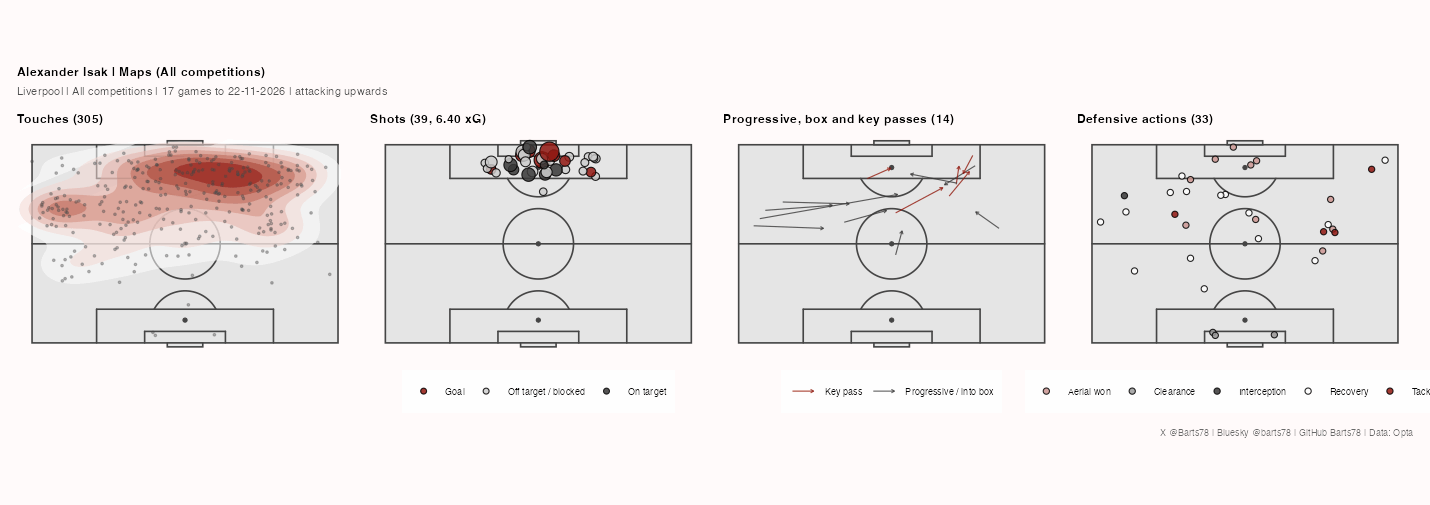 Alexander Isak | Maps (All competitions)
Liverpool | All competitions | 17 games to 22-11-2026 | attacking upwards
Touches (305)
Shots (39, 6.40 xG)
Progressive, box and key passes (14)
Defensive actions (33)
Goal
Off target / blocked
On target
Key pass
Progressive / into box
Aerial won
Clearance
Interception
Recovery
Tack
X @Barts78 | Bluesky @barts78 | GitHub Barts78 | Data: Opta